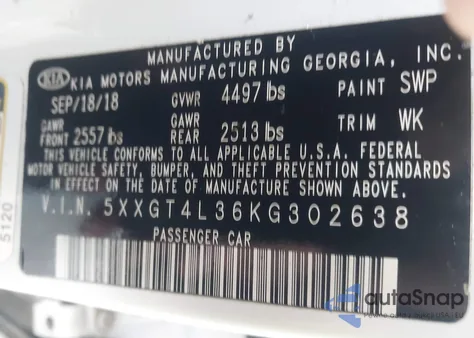 MANUFACTURED BY
KIA KIA MOTORS MANUFACTURING GEORGIA, INC.
SEP/18/18 GVWR 4497 lbs PAINT SWP
GAWR FRONT 2557 lbs GAWR REAR 2513 lbs TRIM WK
THIS VEHICLE CONFORMS TO ALL APPLICABLE U.S.A. FEDERAL
MOTOR VEHICLE SAFETY, BUMPER, AND THEFT PREVENTION STANDARDS
IN EFFECT ON THE DATE OF MANUFACTURE SHOWN ABOVE.
V.I.N. 5XXGT4L36KG302638
PASSENGER CAR
5120
autoSnap